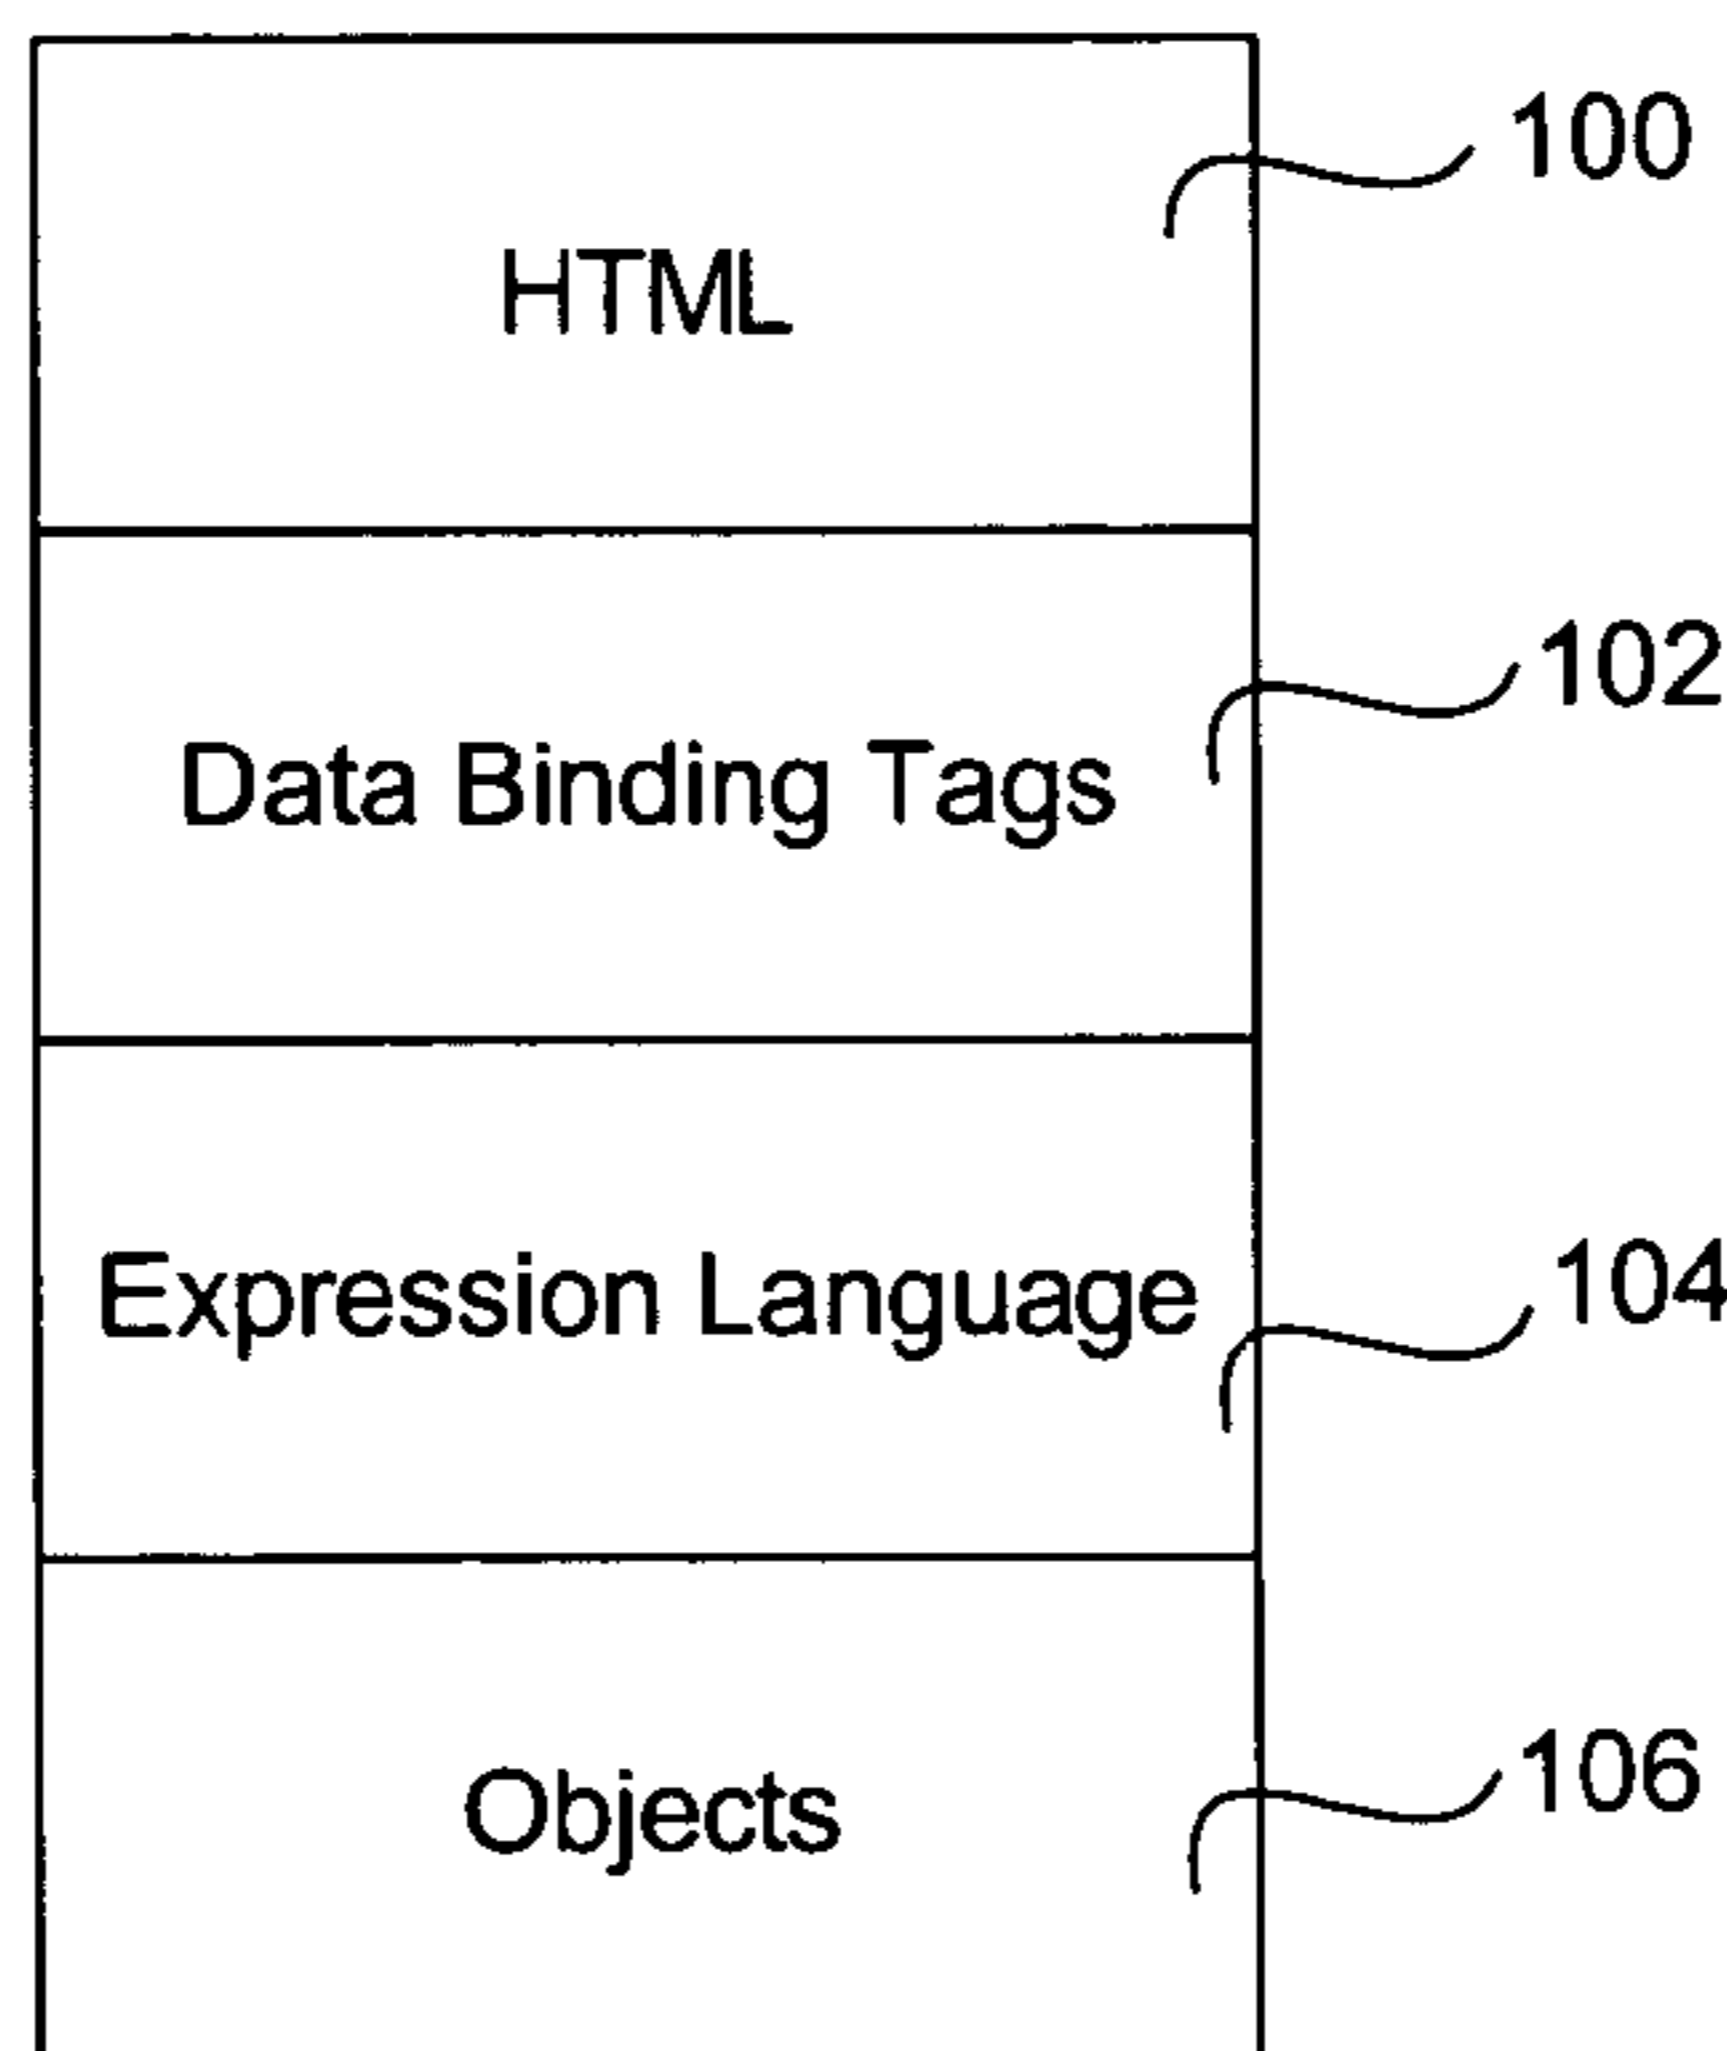 100
HTML
102
Data Binding Tags
104
Expression Language
106
Objects